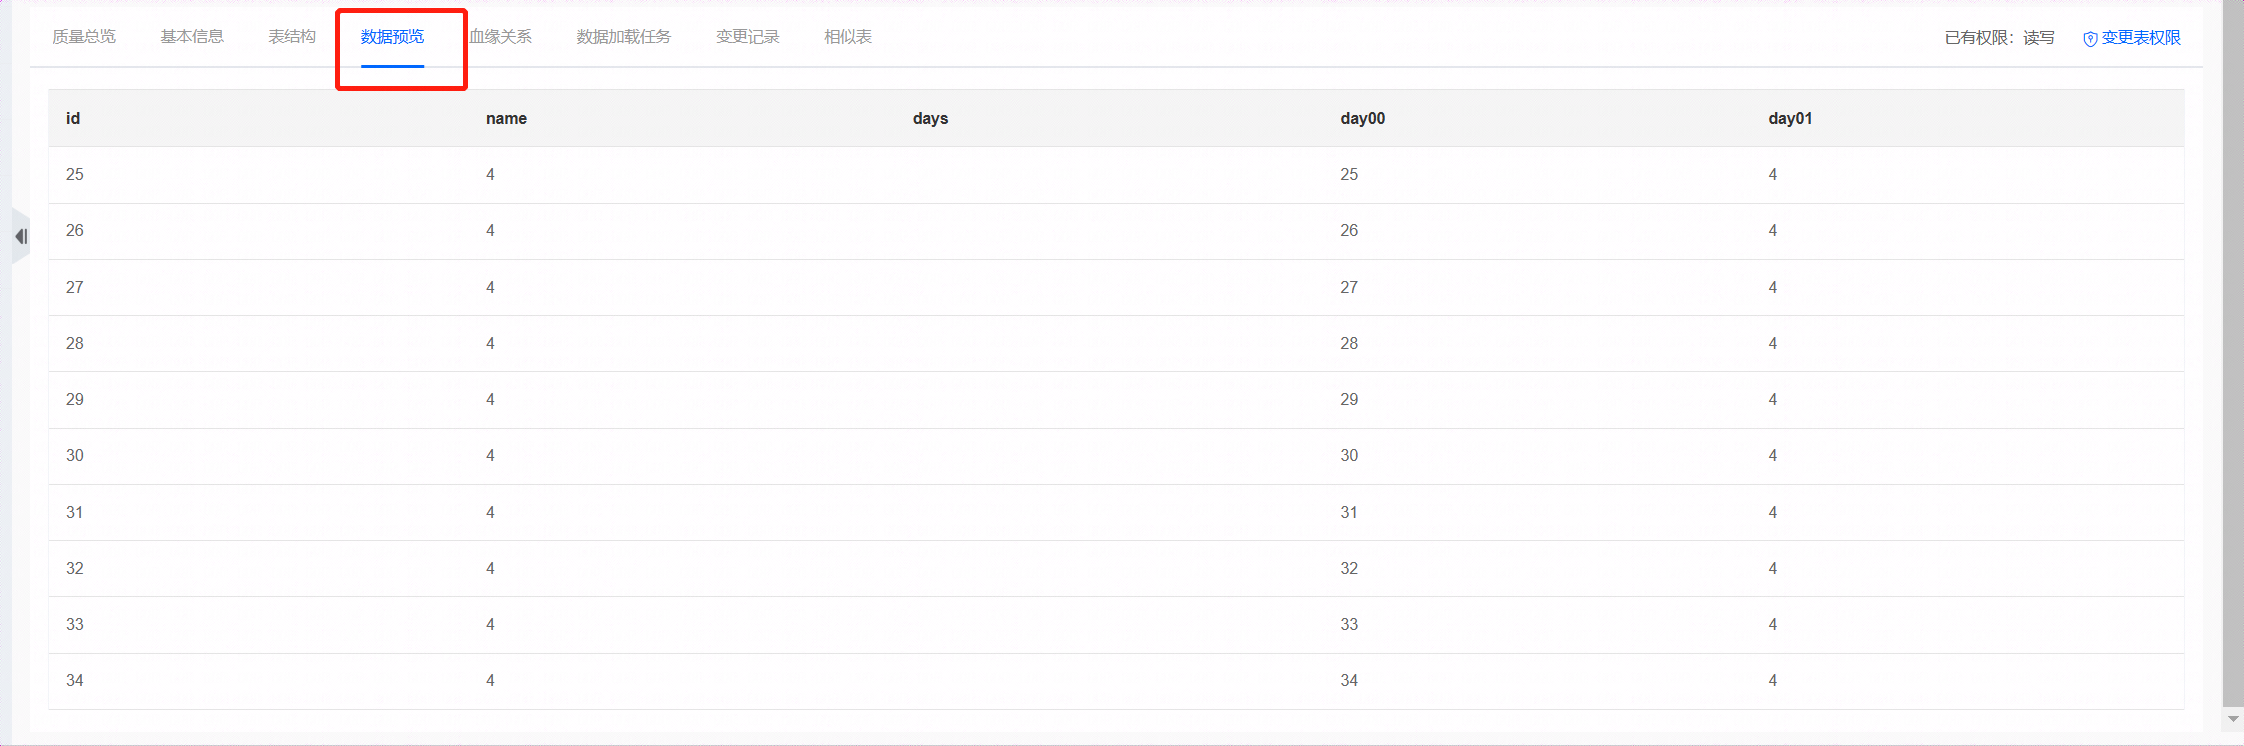 质量总览 基本信息 表结构 数据预览 血缘关系 数据加载任务 变更记录 相似表 已有权限：读写 变更表权限
id name days day00 day01
25 4 25 4
26 4 26 4
27 4 27 4
28 4 28 4
29 4 29 4
30 4 30 4
31 4 31 4
32 4 32 4
33 4 33 4
34 4 34 4